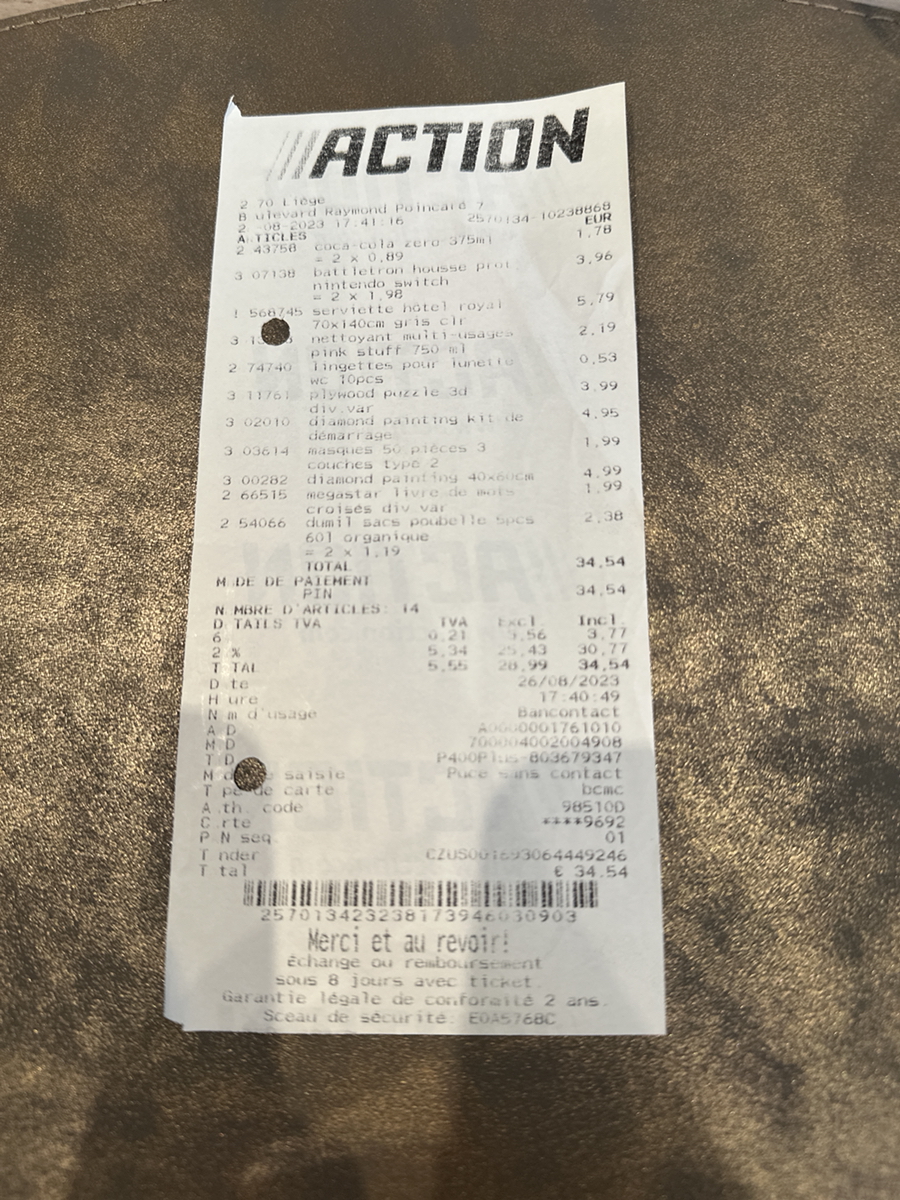 ACTION
2 70 Liège
B ulevard Raymond Poincaré 7
2 -08-2023 17:41:16 2570134-10238868
A TICLES EUR
2 43758 coca-cola zero 375ml 1,78
= 2 x 0,89
3 07138 battletron housse prot 3,96
nintendo switch
= 2 x 1,98
568745 serviette hôtel royal 5,79
70x140cm gris clr
3 nettoyant multi-usages 2,19
pink stuff 750 ml
2 74740 lingettes pour lunette 0,53
wc 10pcs
3 11761 plywood puzzle 3d 3,99
div.var
3 02010 diamond painting kit de 4,95
démarrage
3 03614 masques 50 pièces 3 1,99
couches type 2
3 00282 diamond painting 40x60cm 4,99
2 66515 megastar livre de mots 1,99
croisés div var
2 54066 dumil sacs poubelle 5pcs 2,38
60l organique
= 2 x 1,19
TOTAL 34,54
M DE DE PAIEMENT
PIN 34,54
N MBRE D'ARTICLES: 14
D TAILS TVA TVA Excl Incl.
6 0,21 3,56 3,77
2 % 5,34 25,43 30,77
T TAL 5,55 28,99 34,54
D te 26/08/2023
H ure 17:40:49
N m d'usage Bancontact
A D A0000001761010
M D 700004002004908
T D P400Plus-803679347
M de saisie Puce sans contact
T pe de carte bcmc
A th. code 98510D
C rte ****9692
P N seq. 01
T nder CZUS001693064449246
T tal € 34.54
257013423238173946030903
Merci et au revoir!
Échange ou remboursement
sous 8 jours avec ticket.
Garantie légale de conformité 2 ans.
Sceau de sécurité: E0A5768C